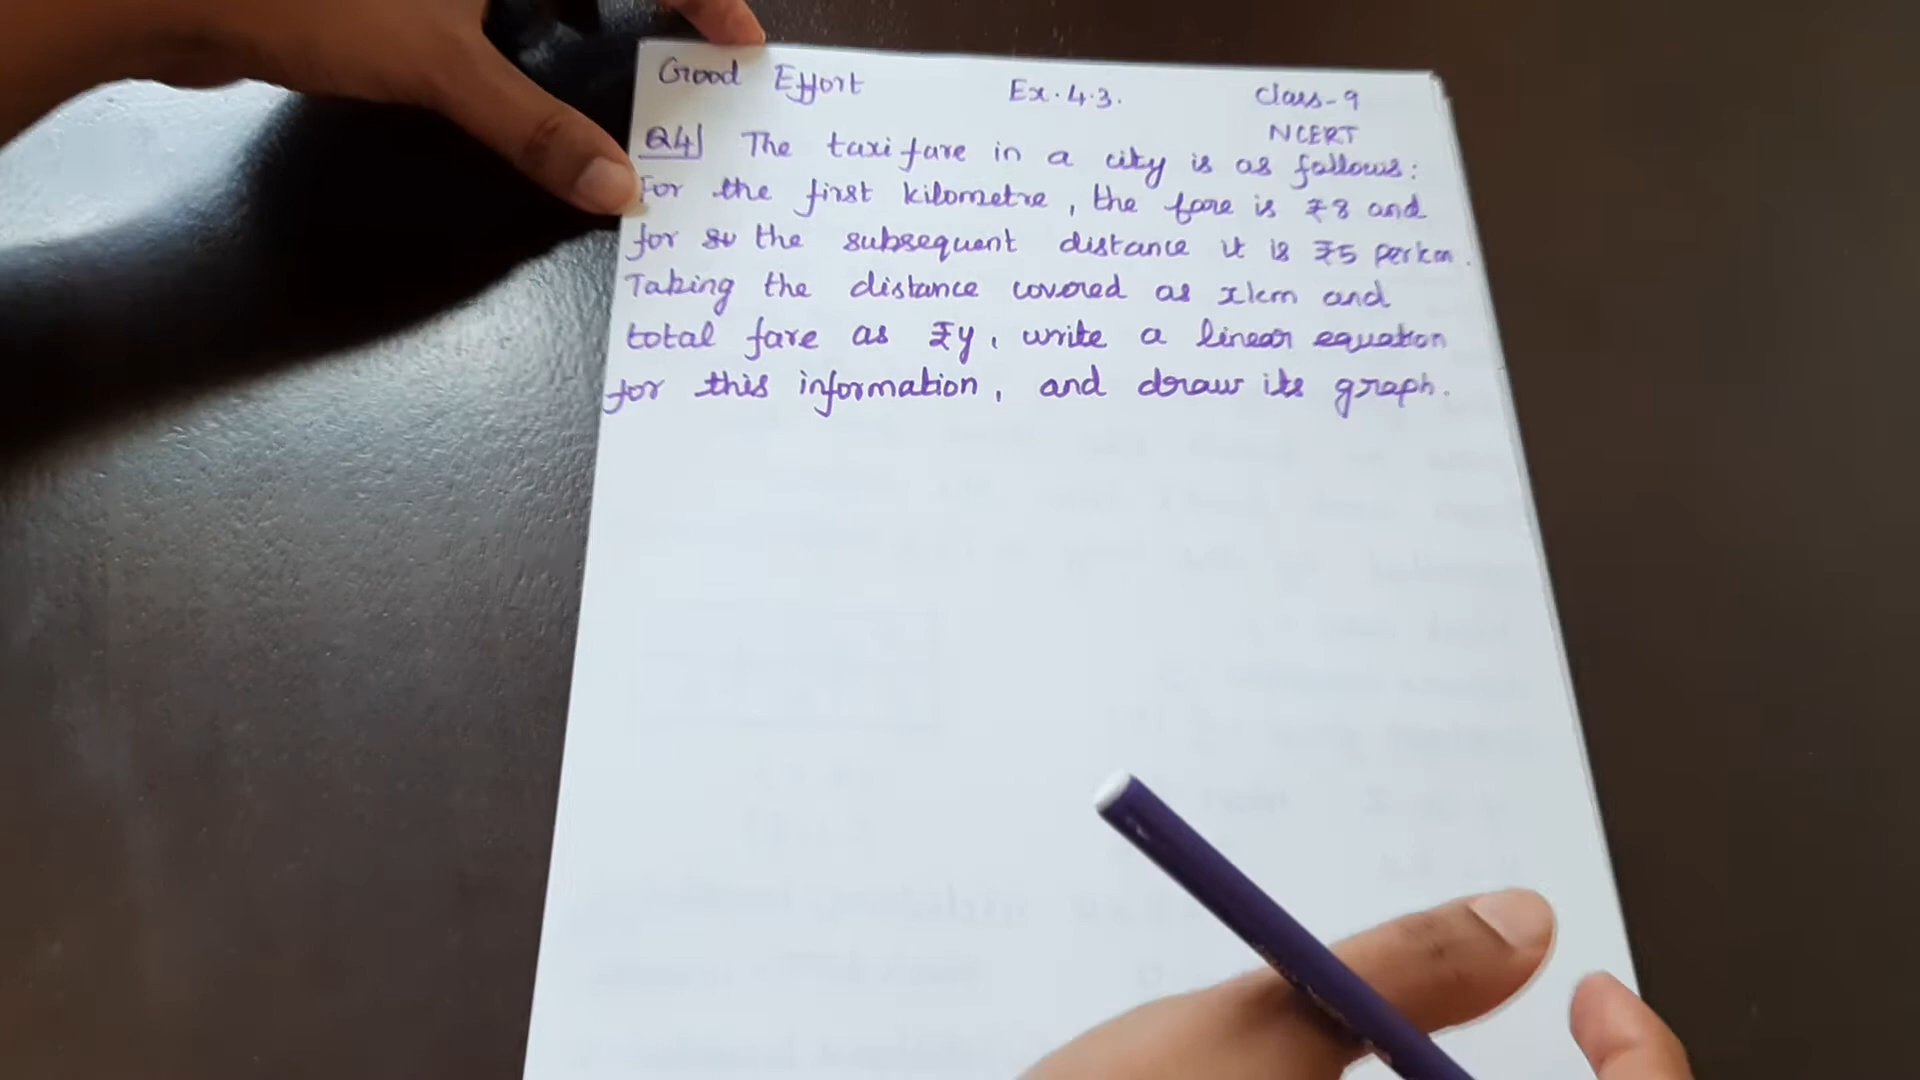 Good Effort Ex.4.3. Class-9
NCERT
Q4] The taxi fare in a city is as follows:
For the first kilometre, the fare is ₹8 and
for su the subsequent distance it is ₹5 per km.
Taking the distance covered as x km and
total fare as ₹y, write a linear equation
for this information, and draw its graph.